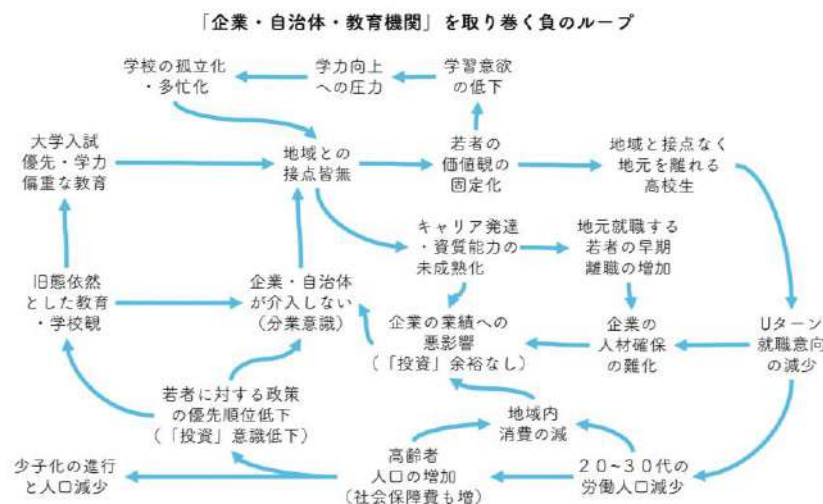 「企業・自治体・教育機関」を取り巻く負のループ
学校の孤立化
・多忙化
学力向上
への圧力
学習意欲
の低下
大学入試
優先・学力
偏重な教育
地域との
接点皆無
若者の
価値観の
固定化
地域と接点なく
地元を離れる
高校生
キャリア発達
・資質能力の
未成熟化
地元就職する
若者の早期
離職の増加
旧態依然
とした教育
・学校観
企業・自治体
が介入しない
(分業意識)
企業の業績への
悪影響
(「投資」余裕なし)
企業の
人材確保
の難化
Uターン
就職意向
の減少
若者に対する政策
の優先順位低下
(「投資」意識低下)
地域内
消費の減
少子化の進行
と人口減少
高齢者
人口の増加
(社会保障費も増)
20~30代の
労働人口減少